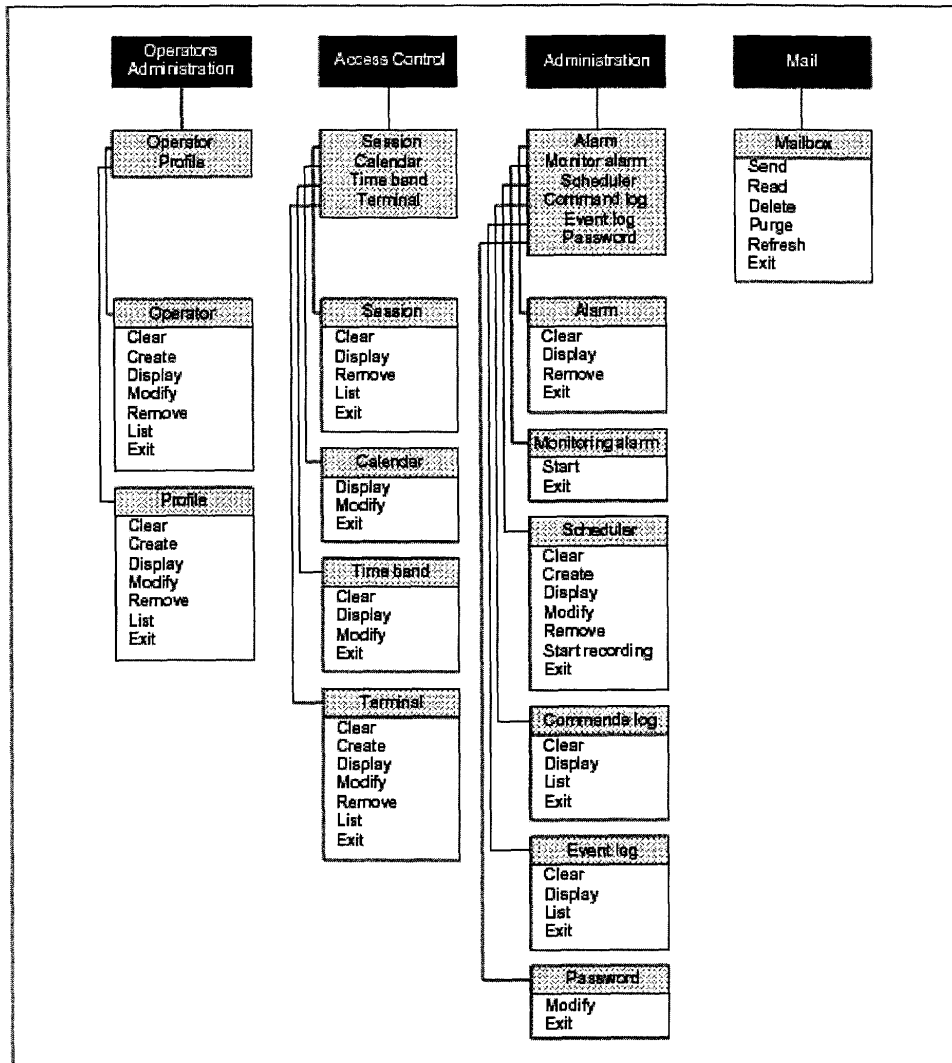 Operators
Administration
Operator
Profile
Operator
Clear
Create
Display
Modify
Remove
List
Exit
Profile
Clear
Create
Display
Modify
Remove
List
Exit
Access Control
Session
Calendar
Time band
Terminal
Session
Clear
Display
Remove
List
Exit
Calendar
Display
Modify
Exit
Time band
Clear
Display
Modify
Exit
Terminal
Clear
Create
Display
Modify
Remove
List
Exit
Administration
Alarm
Monitor alarm
Scheduler
Command log
Event log
Password
Alarm
Clear
Display
Remove
Exit
Monitoring alarm
Start
Exit
Scheduler
Clear
Create
Display
Modify
Remove
Start recording
Exit
Commands log
Clear
Display
List
Exit
Event log
Clear
Display
List
Exit
Password
Modify
Exit
Mail
Mailbox
Send
Read
Delete
Purge
Refresh
Exit